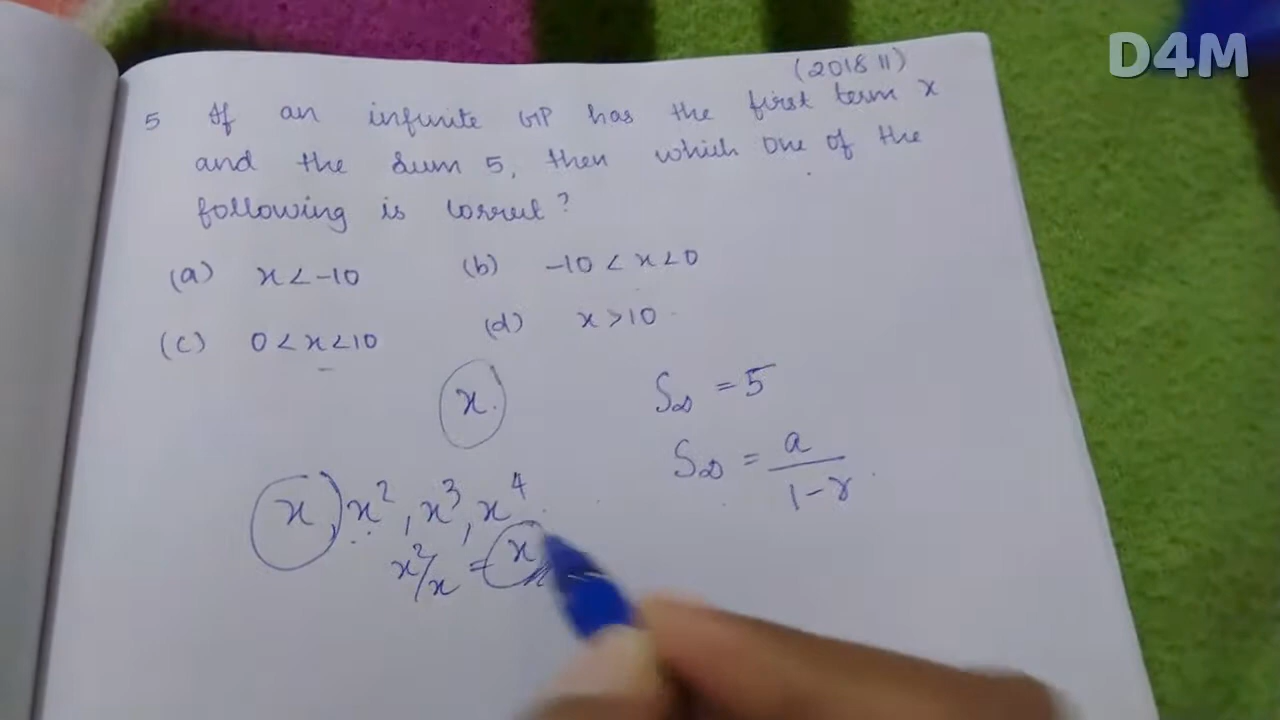 D4M
(2018 II)
5 If an infinite GP has the first term x
and the sum 5, then which one of the
following is correct?
(a) x < -10 (b) -10 < x < 0
(c) 0 < x < 10 (d) x > 10
x. S∞ = 5
S∞ = a / 1-r
x, x², x³, x⁴
x²/x = x